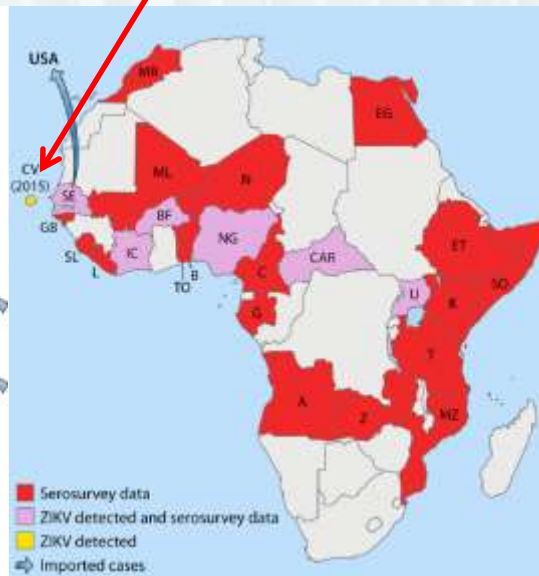 USA
MR
EG
CV
(2015)
SE
ML
N
GB
BF
NG
ET
SL
IC
CAR
SO
L
B
TO
C
U
K
G
T
A
Z
MZ
Serosurvey data
ZIKV detected and serosurvey data
ZIKV detected
Imported cases